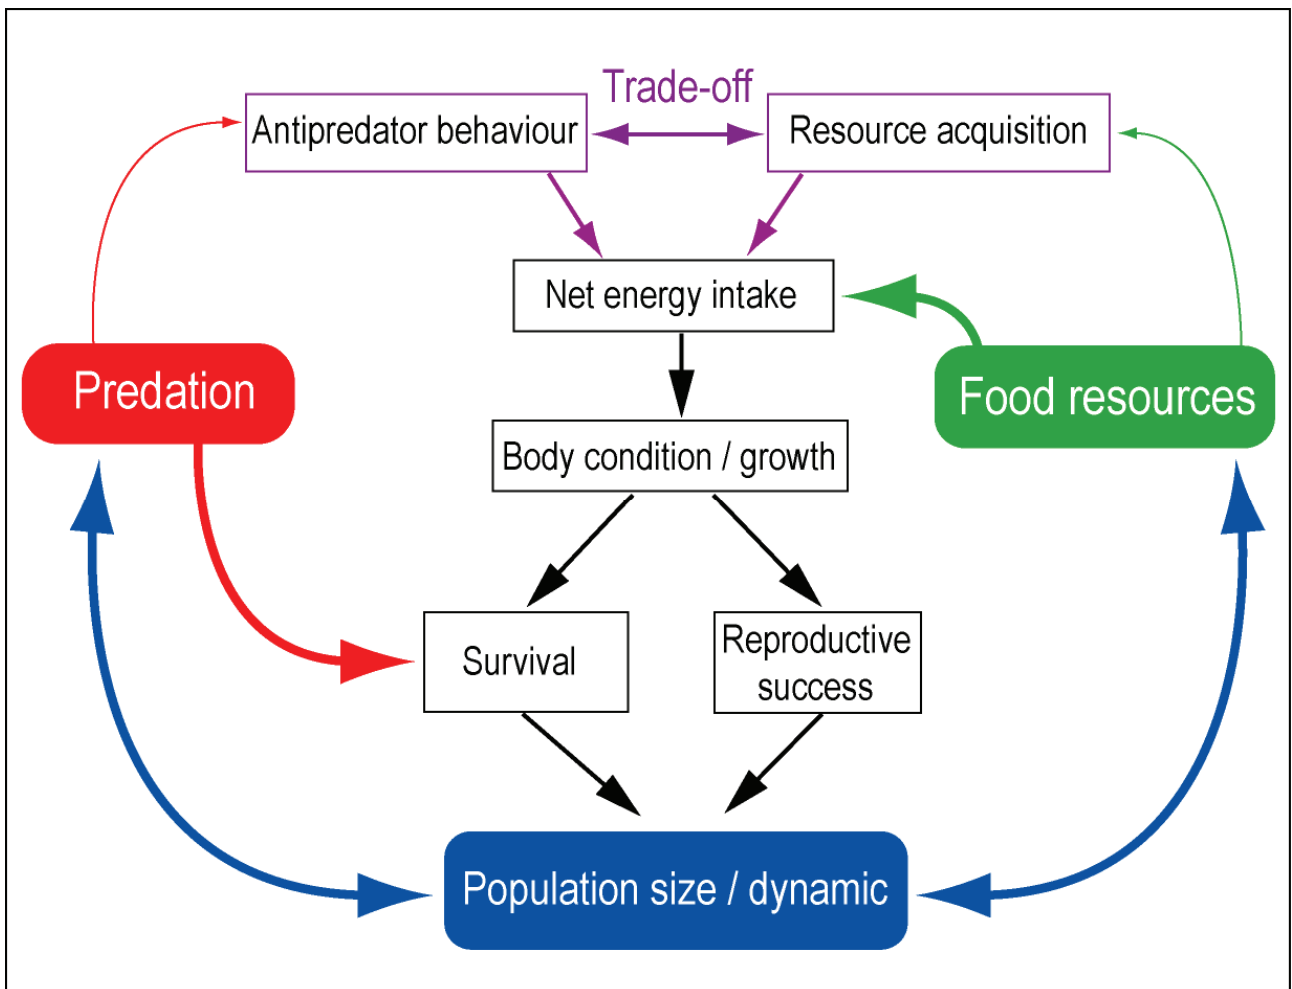 Trade-off
Antipredator behaviour
Resource acquisition
Net energy intake
Predation
Food resources
Body condition / growth
Survival
Reproductive
success
Population size / dynamic